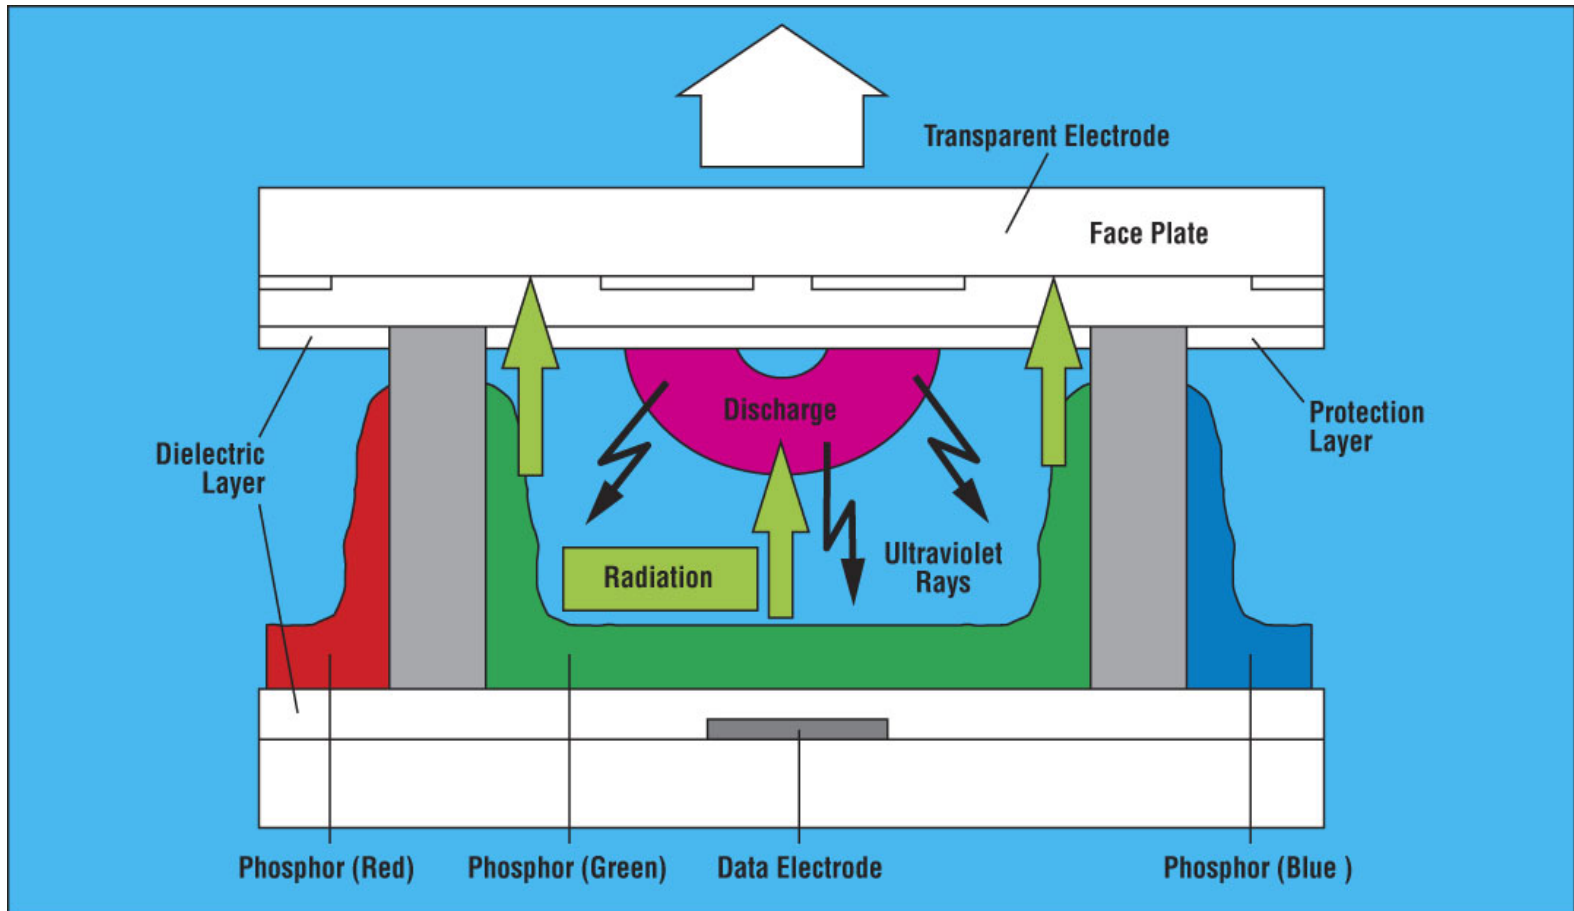 Transparent Electrode
Face Plate
Discharge
Protection
Layer
Dielectric
Layer
Radiation
Ultraviolet
Rays
Phosphor (Red)
Phosphor (Green)
Data Electrode
Phosphor (Blue )